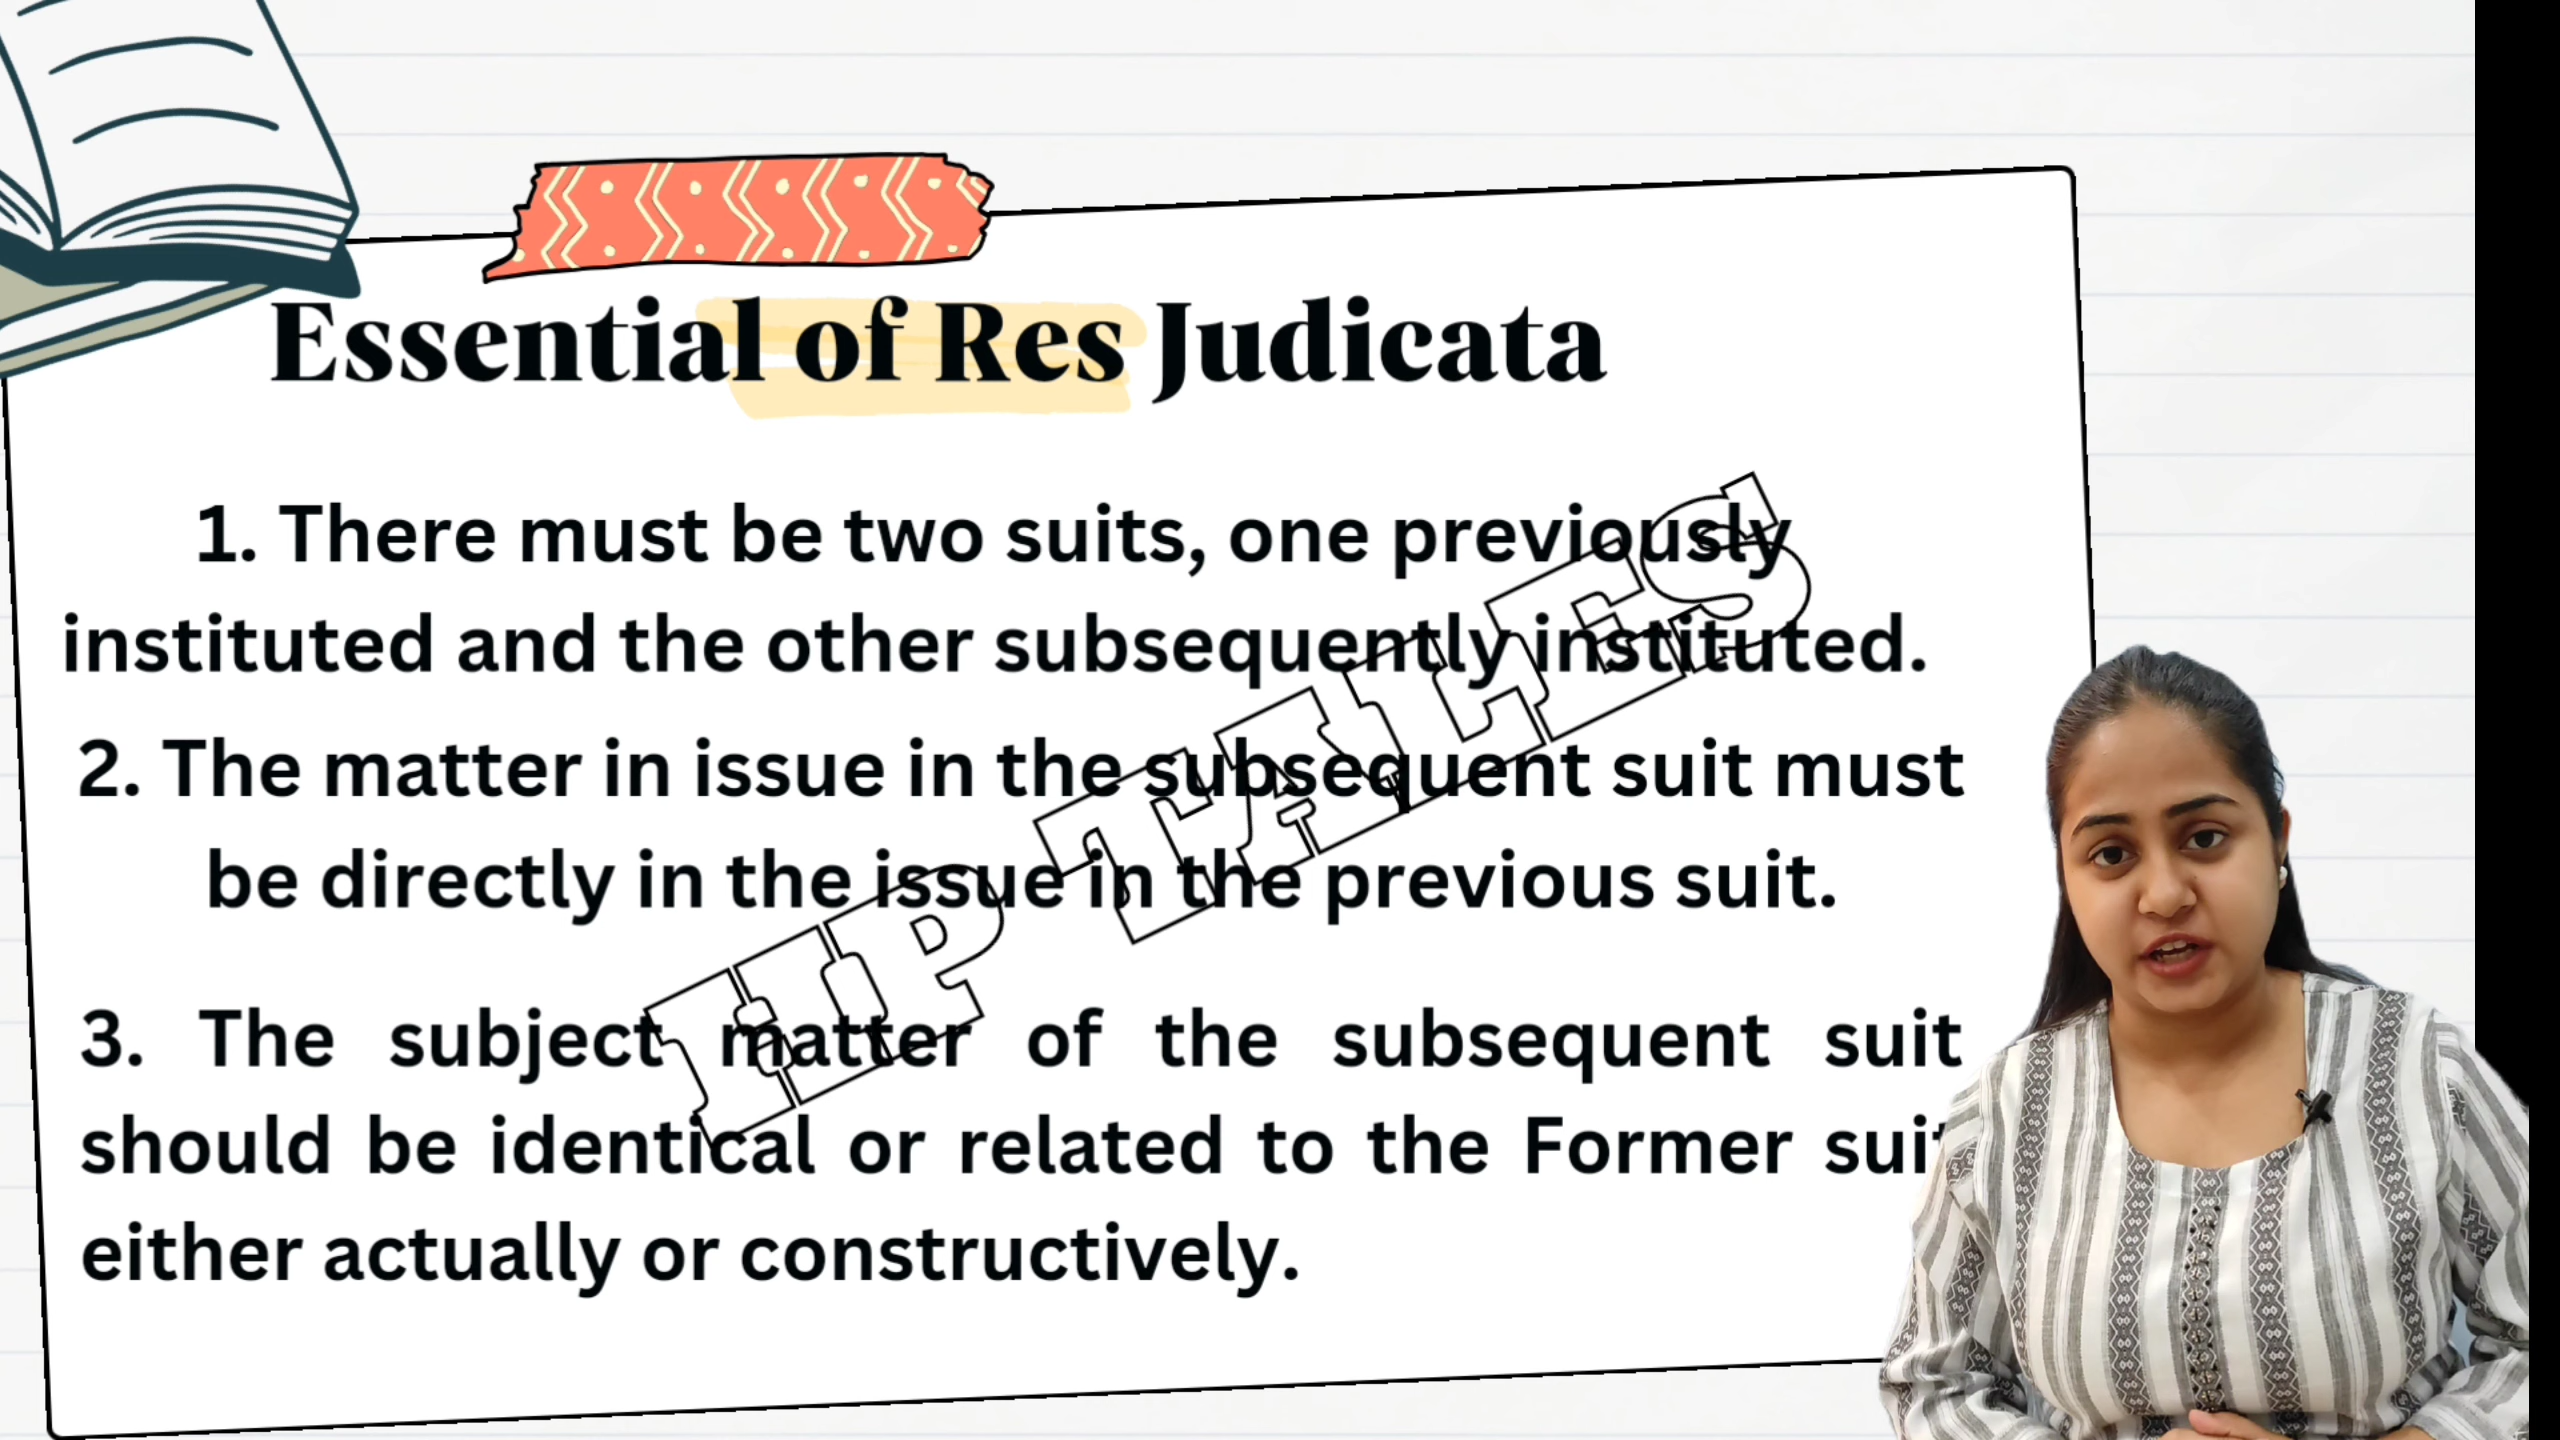 Essential of Res Judicata
1. There must be two suits, one previously
instituted and the other subsequently instituted.
2. The matter in issue in the subsequent suit must
be directly in the issue in the previous suit.
3. The subject matter of the subsequent suit
should be identical or related to the Former suit
either actually or constructively.
HP TALES